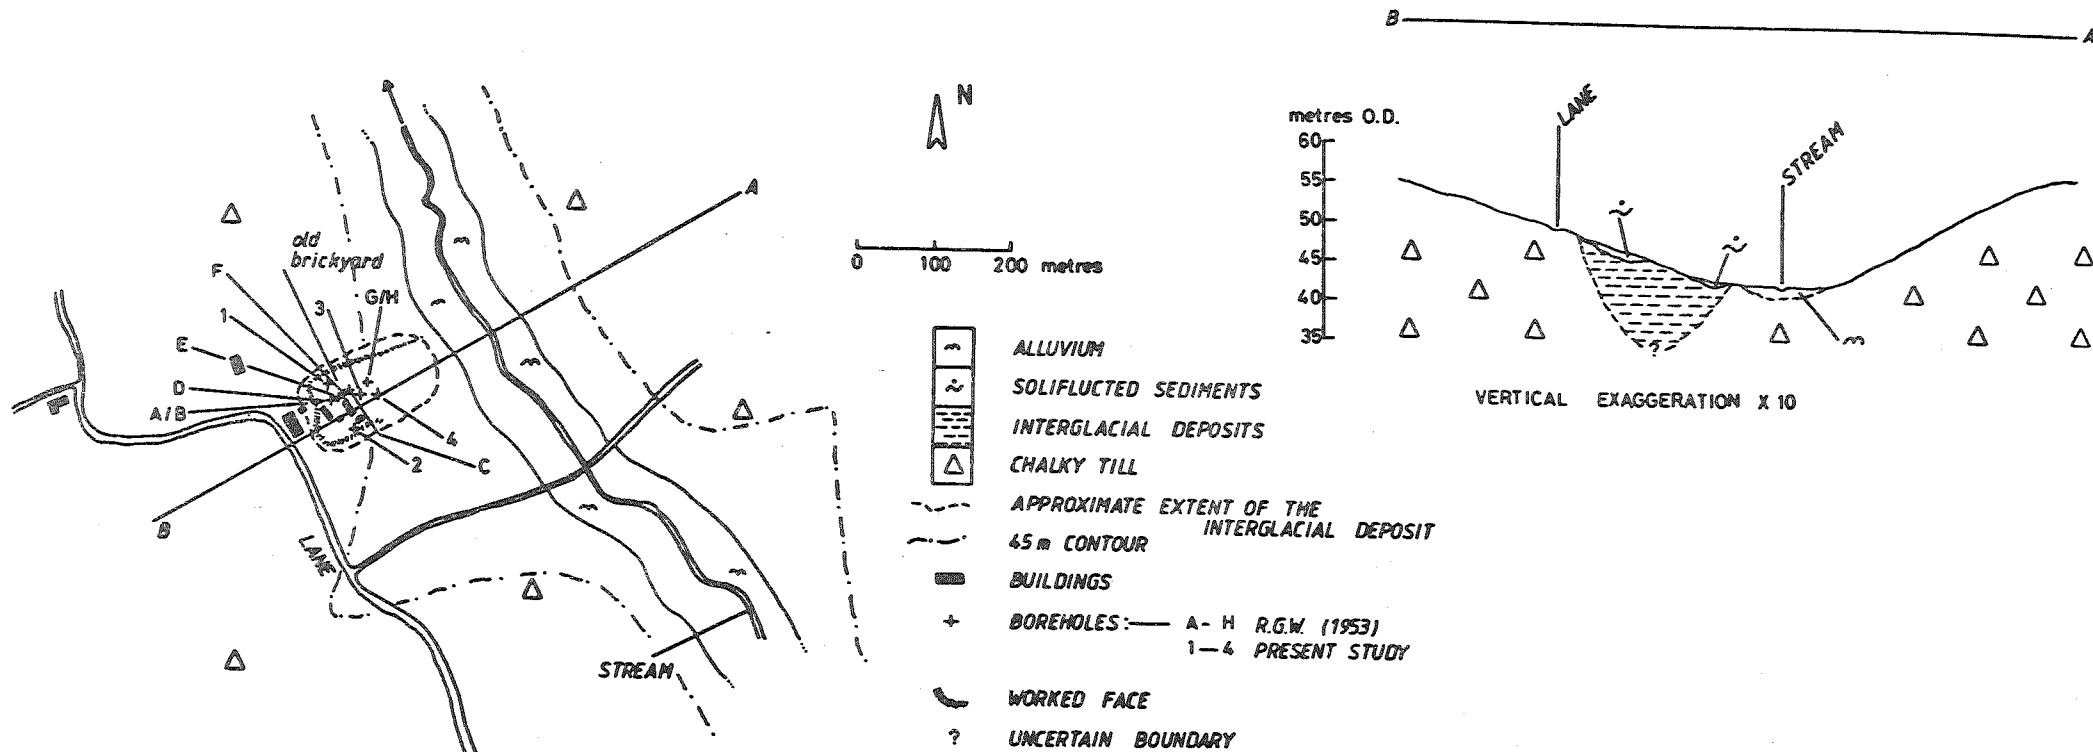 A
old
brickyard
F
G/H
3
1
E
D
A/B
4
2
C
B
LANE
STREAM
N
0 100 200 metres
ALLUVIUM
SOLIFLUCTED SEDIMENTS
INTERGLACIAL DEPOSITS
CHALKY TILL
APPROXIMATE EXTENT OF THE
INTERGLACIAL DEPOSIT
45m CONTOUR
BUILDINGS
BOREHOLES:— A-H R.G.W. (1953)
1-4 PRESENT STUDY
WORKED FACE
? UNCERTAIN BOUNDARY
B A
metres O.D.
LANE
STREAM
60
55
50
45
40
35
?
VERTICAL EXAGGERATION X 10